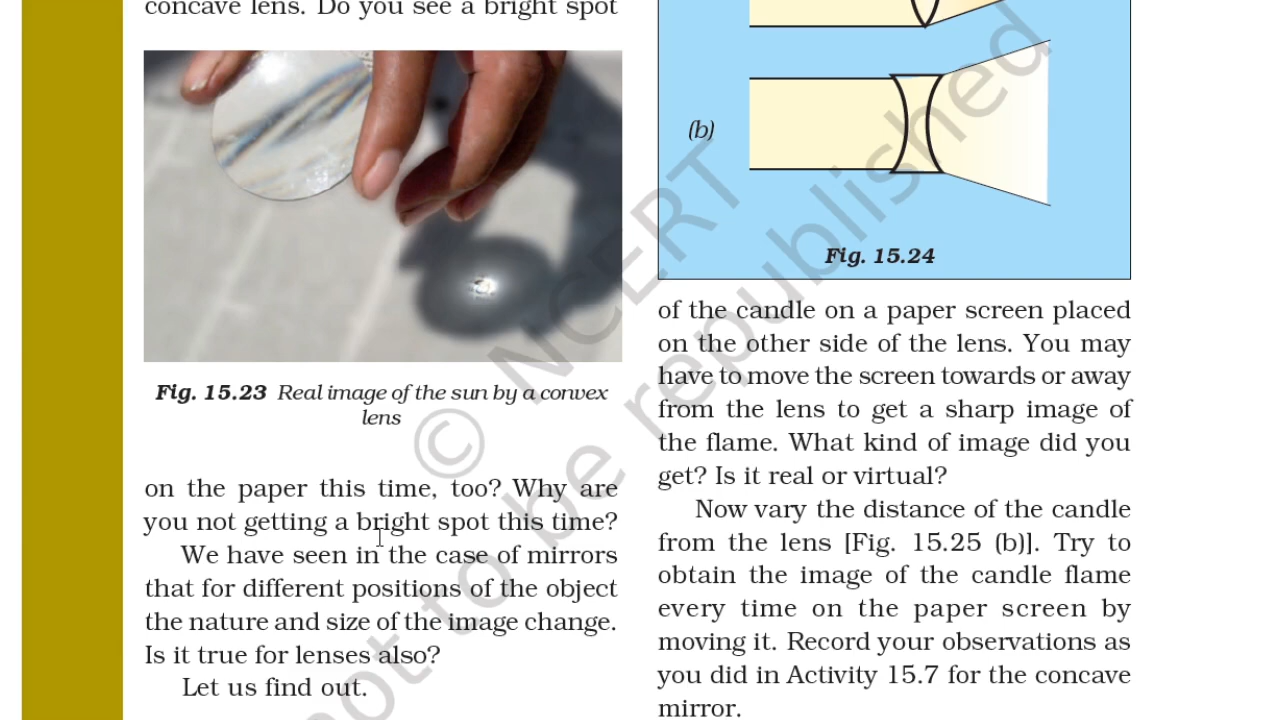 concave lens. Do you see a bright spot
Fig. 15.23 Real image of the sun by a convex
lens
on the paper this time, too? Why are
you not getting a bright spot this time?
We have seen in the case of mirrors
that for different positions of the object
the nature and size of the image change.
Is it true for lenses also?
Let us find out.
(b)
Fig. 15.24
of the candle on a paper screen placed
on the other side of the lens. You may
have to move the screen towards or away
from the lens to get a sharp image of
the flame. What kind of image did you
get? Is it real or virtual?
Now vary the distance of the candle
from the lens [Fig. 15.25 (b)]. Try to
obtain the image of the candle flame
every time on the paper screen by
moving it. Record your observations as
you did in Activity 15.7 for the concave
mirror.
© NCERT
not to be republished